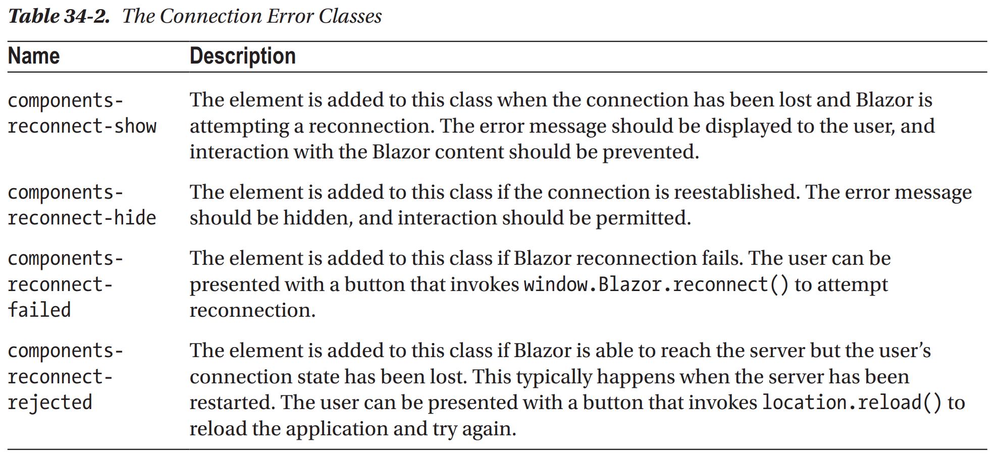 Table 34-2. The Connection Error Classes
Name Description
components- The element is added to this class when the connection has been lost and Blazor is
reconnect-show attempting a reconnection. The error message should be displayed to the user, and
interaction with the Blazor content should be prevented.
components- The element is added to this class if the connection is reestablished. The error message
reconnect-hide should be hidden, and interaction should be permitted.
components- The element is added to this class if Blazor reconnection fails. The user can be
reconnect- presented with a button that invokes window.Blazor.reconnect() to attempt
failed reconnection.
components- The element is added to this class if Blazor is able to reach the server but the user’s
reconnect- connection state has been lost. This typically happens when the server has been
rejected restarted. The user can be presented with a button that invokes location.reload() to
reload the application and try again.